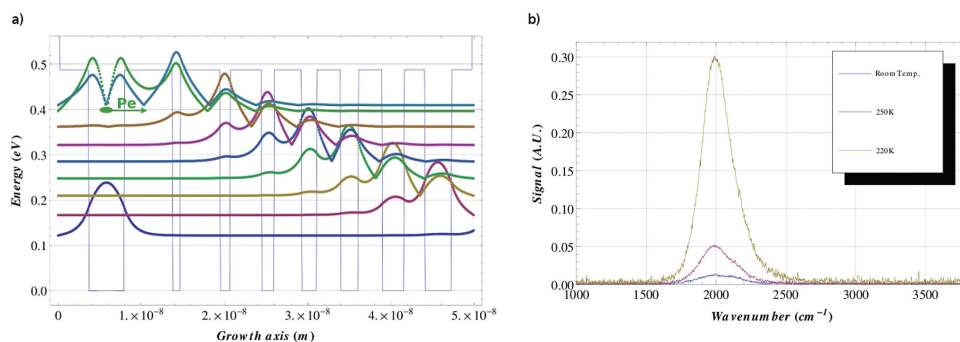 a)
b)
0.5
0.4
0.3
0.2
0.1
0.0
Energy (eV)
Pe
0
1.×10⁻⁸
2.×10⁻⁸
3.×10⁻⁸
4.×10⁻⁸
5.×10⁻⁸
Growth axis (m)
0.30
0.25
0.20
0.15
0.10
0.05
0.00
Signal (A.U.)
Room Temp.
250K
220K
1000
1500
2000
2500
3000
3500
Wavenumber (cm⁻¹)